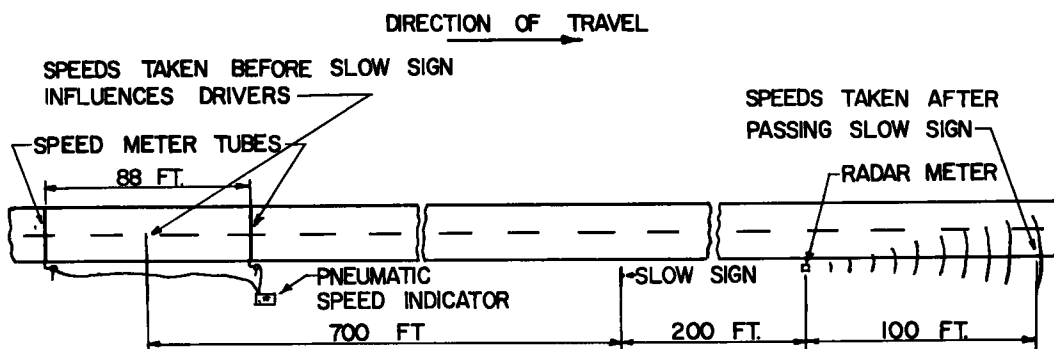 DIRECTION OF TRAVEL
SPEEDS TAKEN BEFORE SLOW SIGN
INFLUENCES DRIVERS
SPEED METER TUBES
88 FT.
SPEEDS TAKEN AFTER
PASSING SLOW SIGN
RADAR METER
PNEUMATIC
SPEED INDICATOR
SLOW SIGN
700 FT
200 FT.
100 FT.